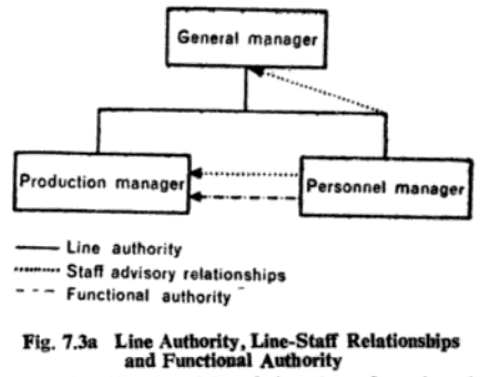 General manager
Production manager
Personnel manager
Line authority
Staff advisory relationships
Functional authority
Fig. 7.3a Line Authority, Line-Staff Relationships
and Functional Authority